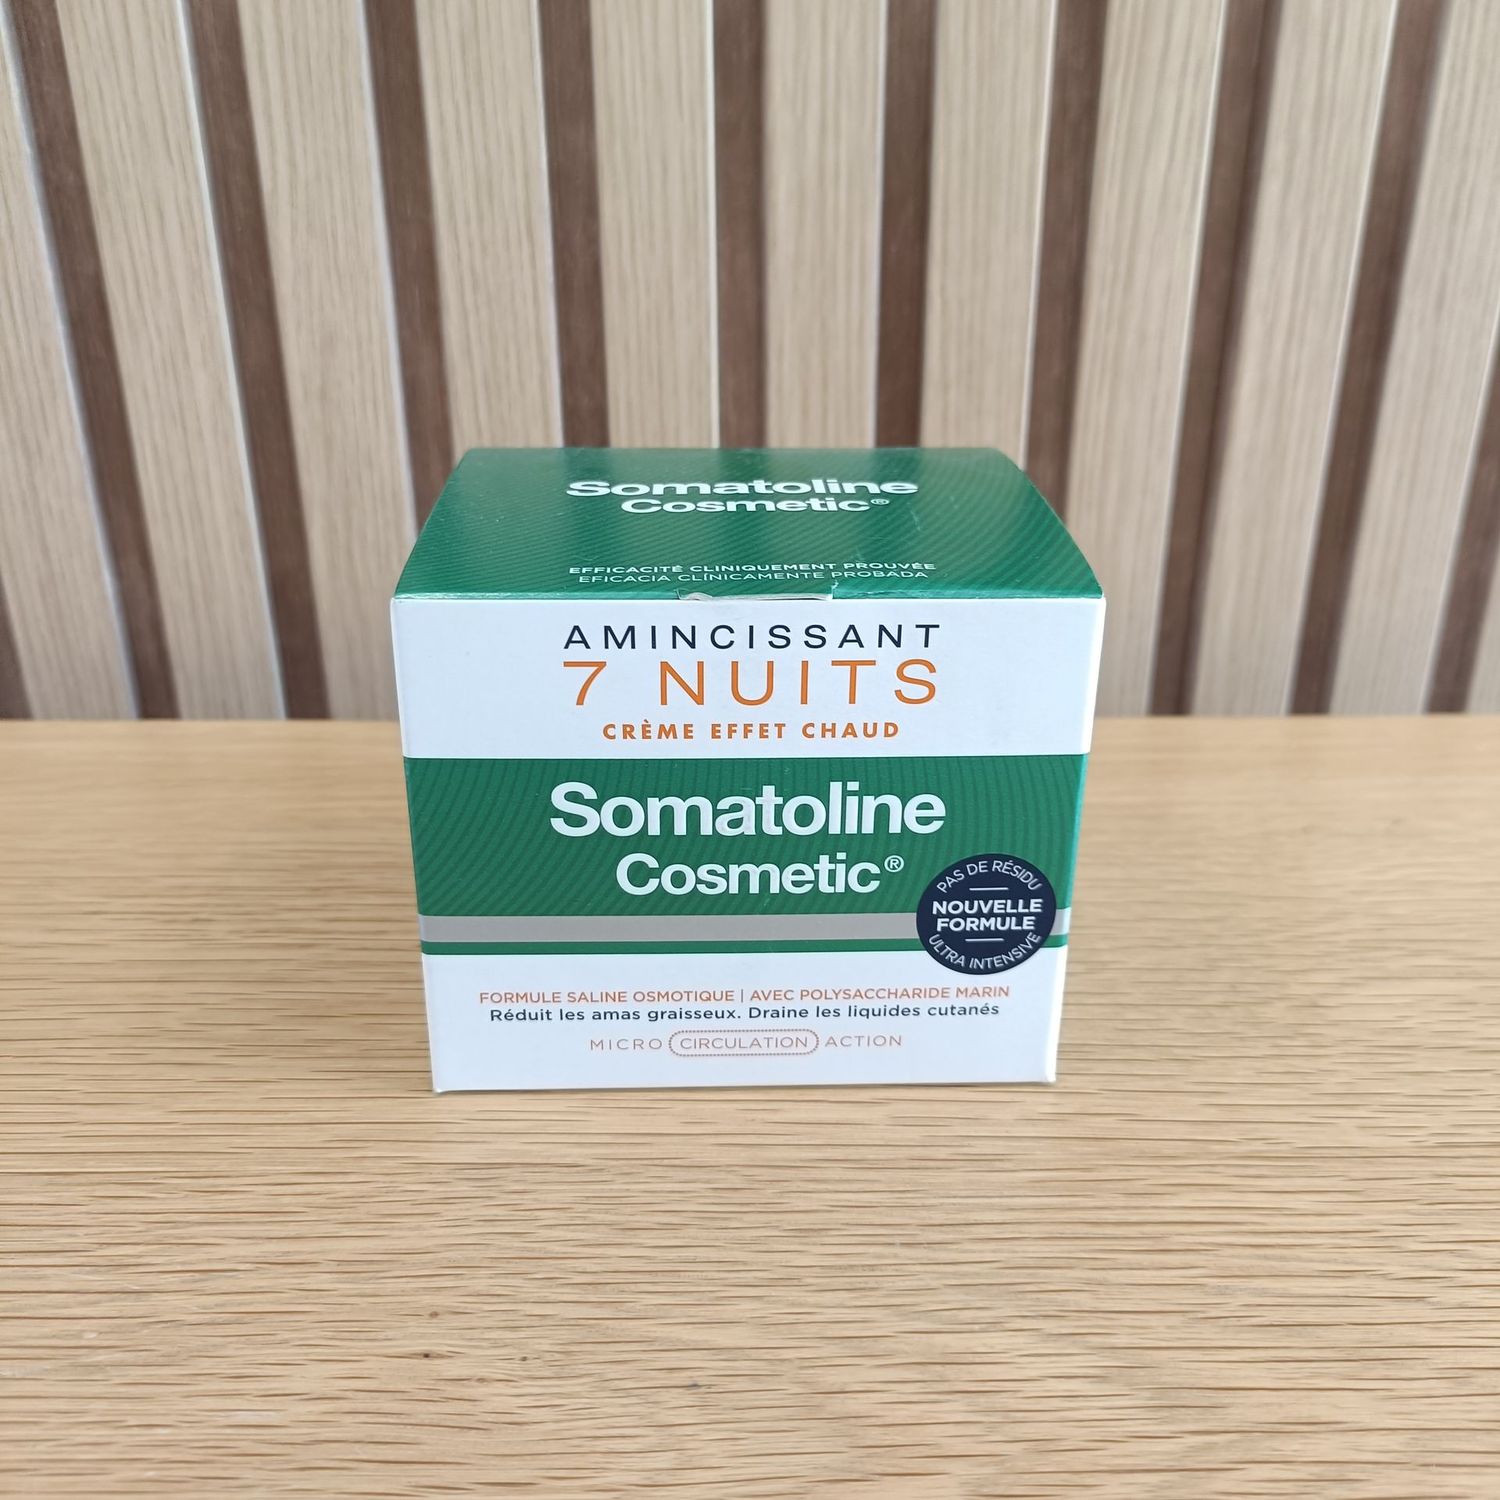 Somatoline
Cosmetic®
EFFICACITÉ CLINIQUEMENT PROUVÉE
EFICACIA CLÍNICAMENTE PROBADA
AMINCISSANT
7 NUITS
CRÈME EFFET CHAUD
Somatoline
Cosmetic®
PAS DE RÉSIDU
NOUVELLE
FORMULE
ULTRA INTENSIVE
FORMULE SALINE OSMOTIQUE | AVEC POLYSACCHARIDE MARIN
Réduit les amas graisseux. Draine les liquides cutanés
MICRO CIRCULATION ACTION